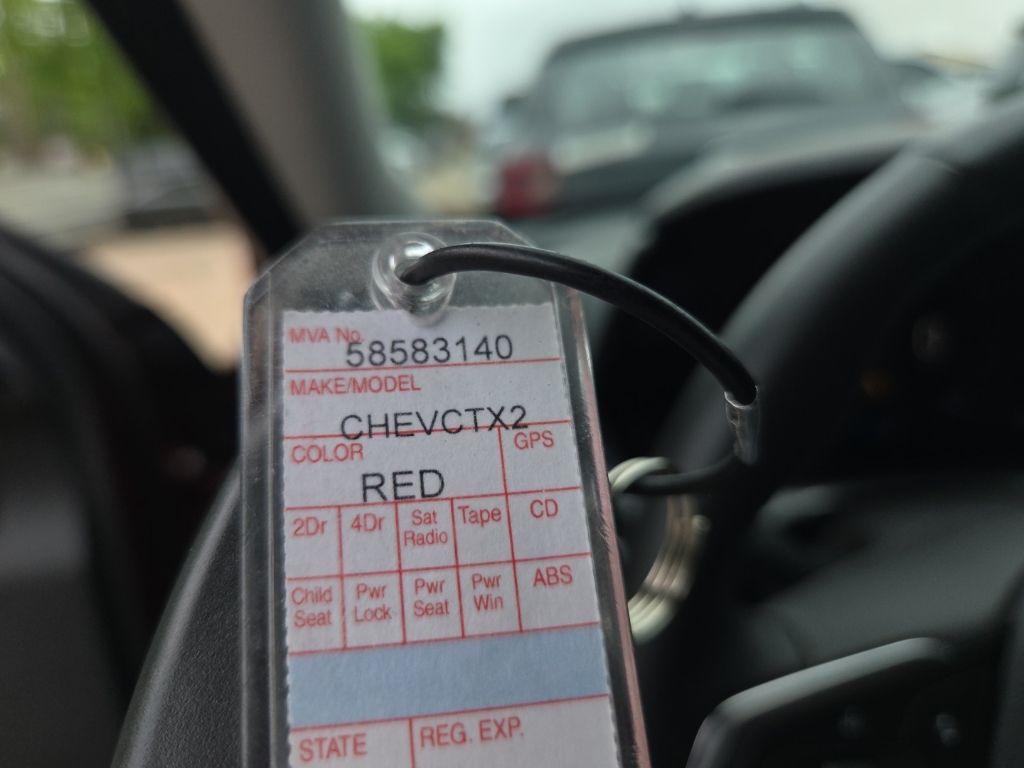 MVA No.
58583140
MAKE/MODEL
CHEVCTX2
COLOR
GPS
RED
2Dr 4Dr Sat Radio Tape CD
Child Seat Pwr Lock Pwr Seat Pwr Win ABS
STATE REG. EXP.